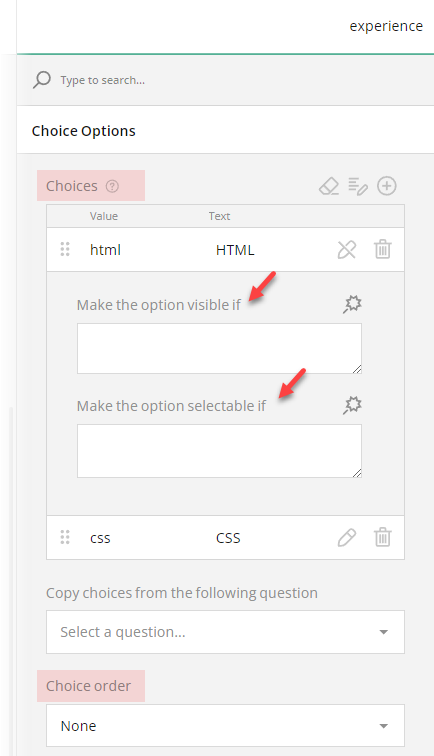 experience
Type to search...
Choice Options
Choices ?
Value Text
html HTML
Make the option visible if
Make the option selectable if
css CSS
Copy choices from the following question
Select a question...
Choice order
None